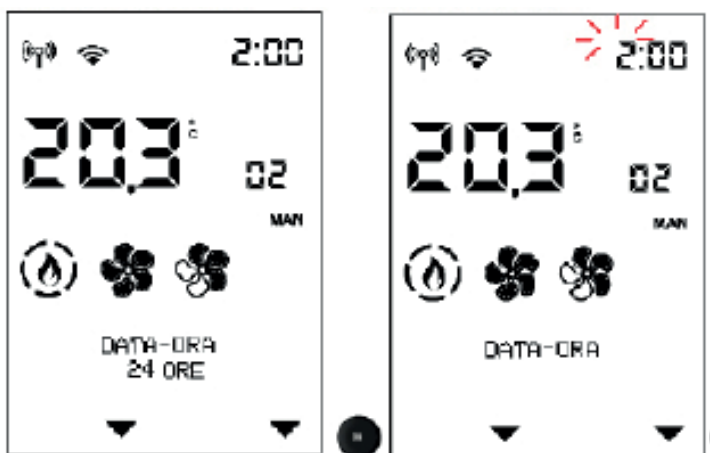 2:00
20.3 °C
02
MAN
DATA-ORA
24 ORE
2:00
20.3 °C
02
MAN
DATA-ORA